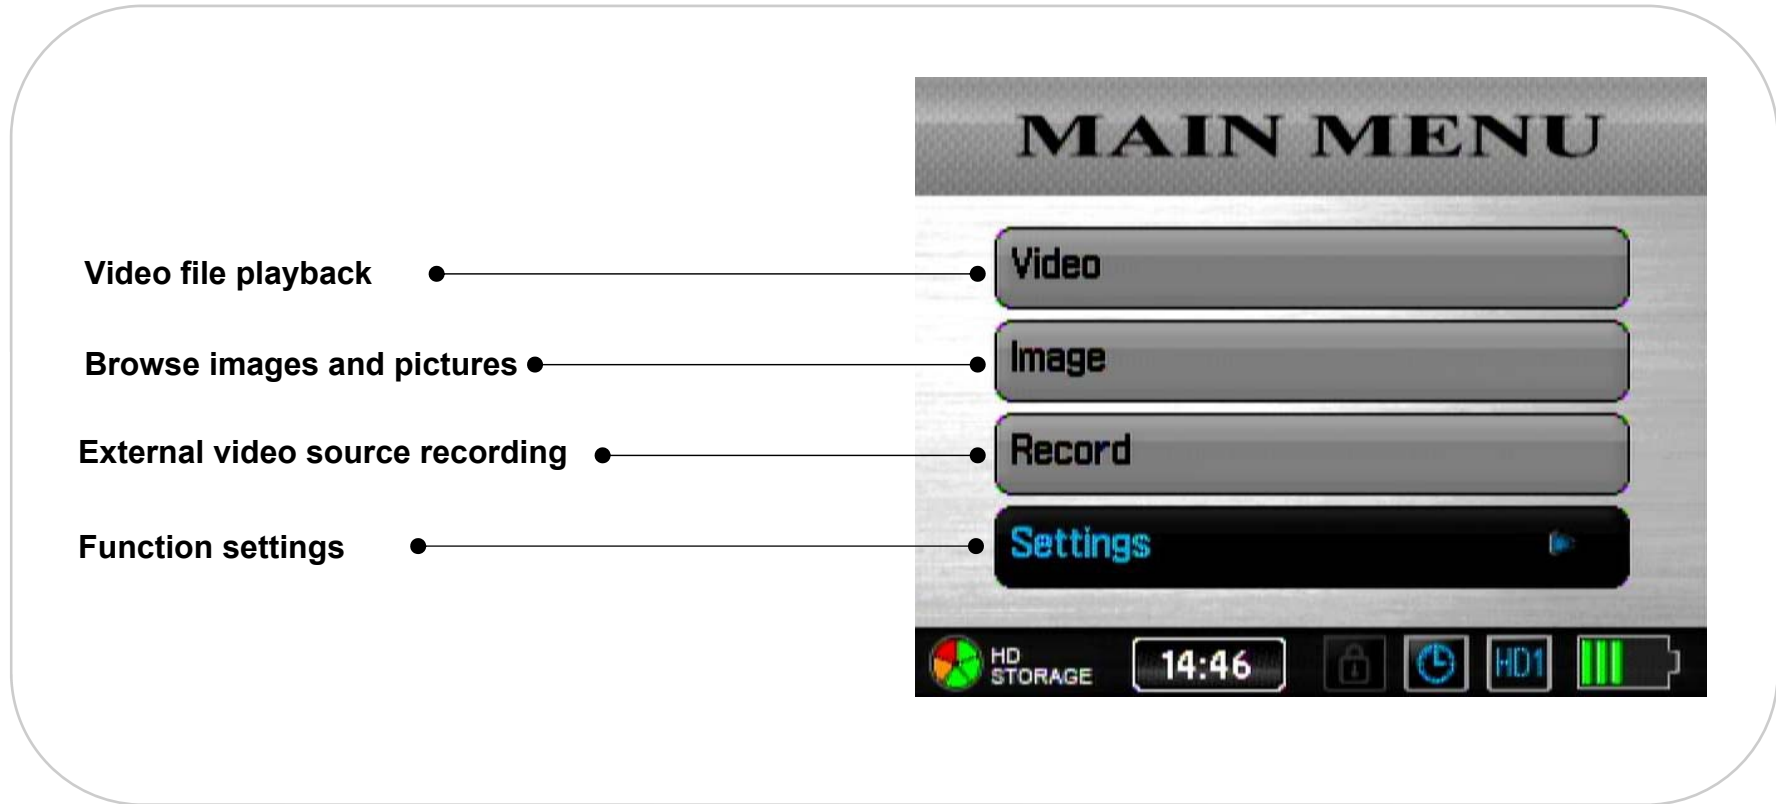 MAIN MENU
Video file playback
Video
Browse images and pictures
Image
External video source recording
Record
Function settings
Settings
HD
STORAGE
14:46
HD1